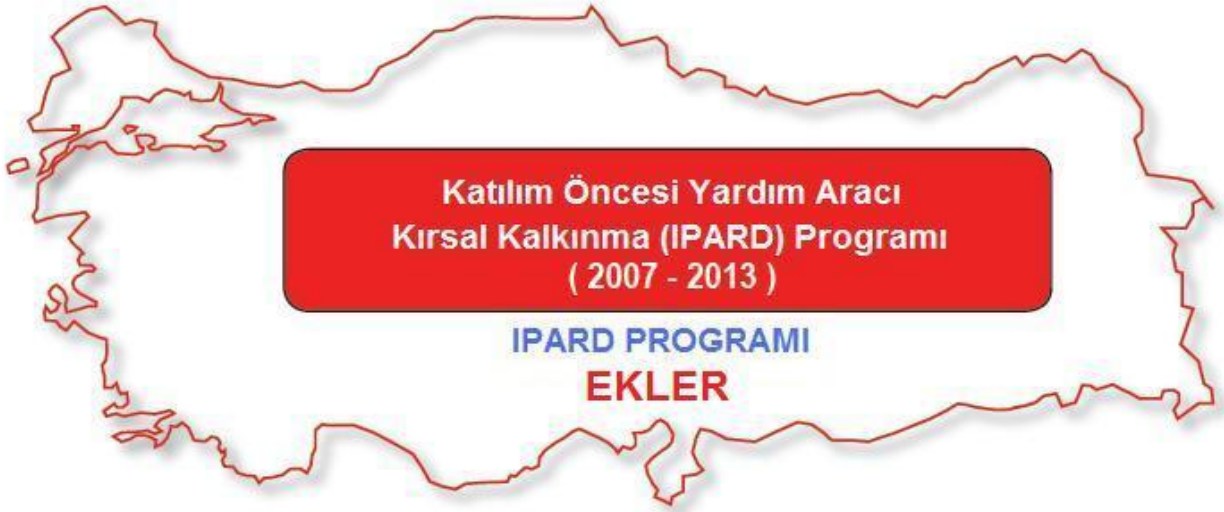 Katılım Öncesi Yardım Aracı
Kırsal Kalkınma (IPARD) Programı
( 2007 - 2013 )
IPARD PROGRAMI
EKLER